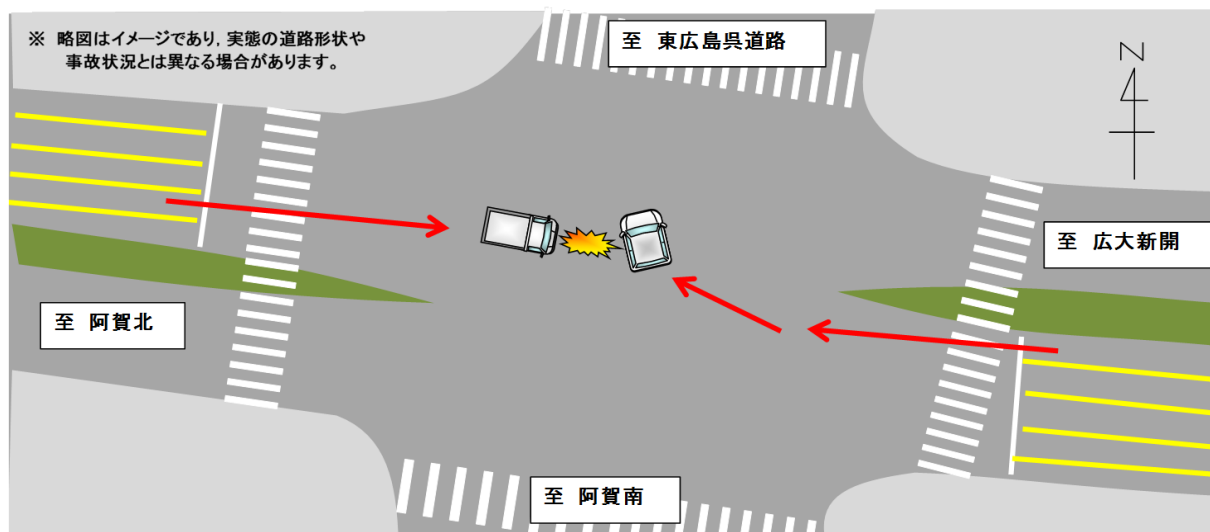 ※ 略図はイメージであり,実態の道路形状や
事故状況とは異なる場合があります。
至 東広島呉道路
N
至 広大新開
至 阿賀北
至 阿賀南